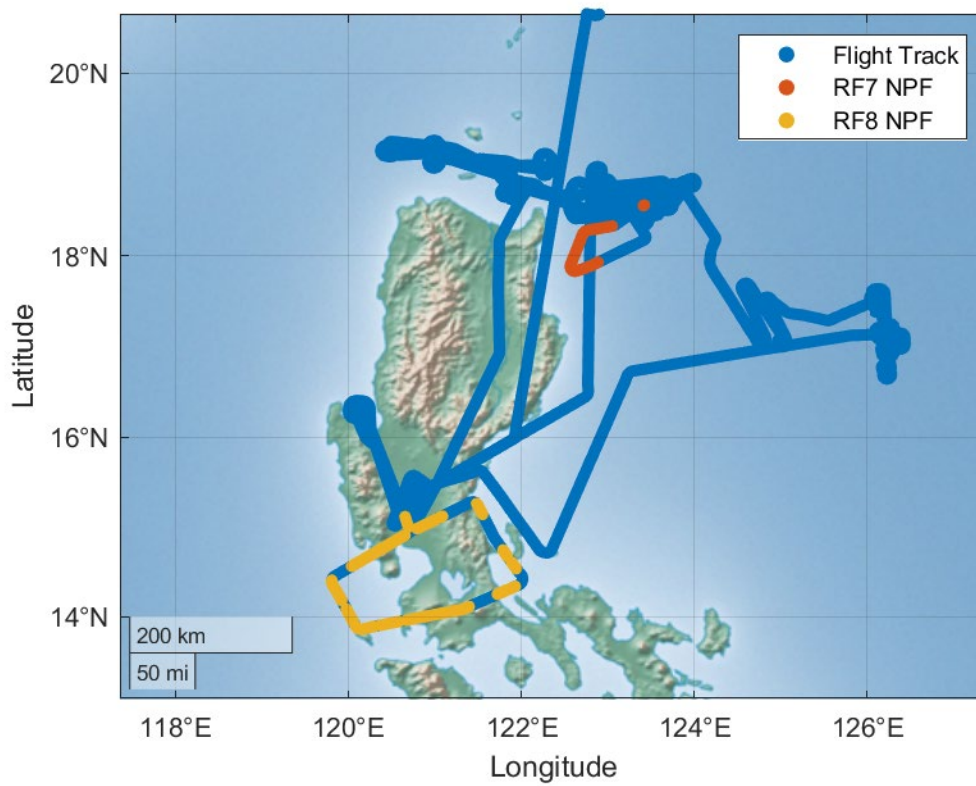 Flight Track
RF7 NPF
RF8 NPF
20°N
18°N
16°N
14°N
Latitude
200 km
50 mi
118°E 120°E 122°E 124°E 126°E
Longitude